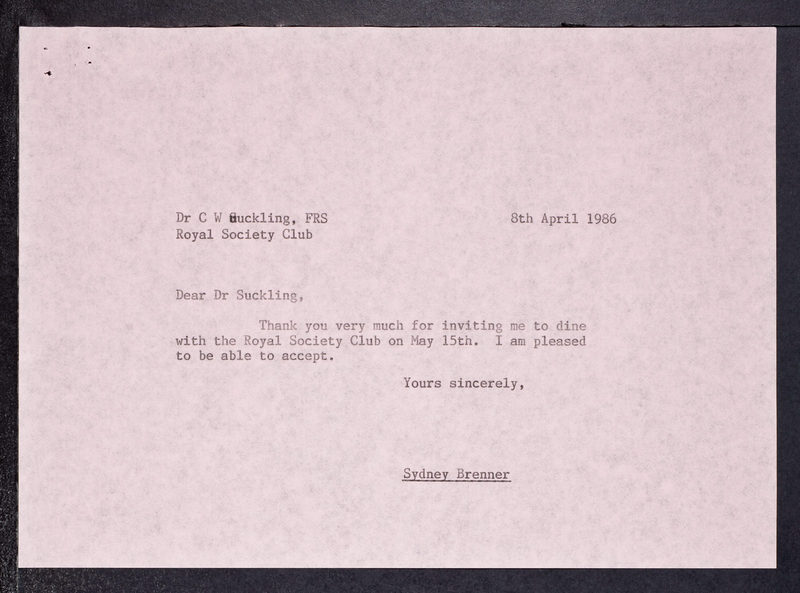 Dr C W Suckling, FRS 8th April 1986
Royal Society Club
Dear Dr Suckling,
Thank you very much for inviting me to dine
with the Royal Society Club on May 15th. I am pleased
to be able to accept.
Yours sincerely,
Sydney Brenner